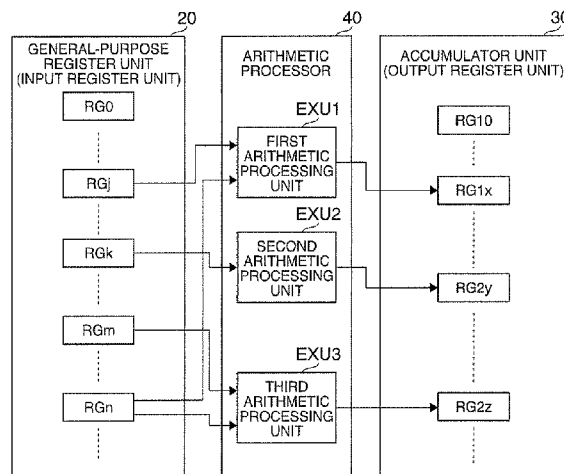 20
GENERAL-PURPOSE
REGISTER UNIT
(INPUT REGISTER UNIT)
RG0
RGj
RGk
RGm
RGn
40
ARITHMETIC
PROCESSOR
EXU1
FIRST
ARITHMETIC
PROCESSING
UNIT
EXU2
SECOND
ARITHMETIC
PROCESSING
UNIT
EXU3
THIRD
ARITHMETIC
PROCESSING
UNIT
30
ACCUMULATOR UNIT
(OUTPUT REGISTER UNIT)
RG10
RG1x
RG2y
RG2z